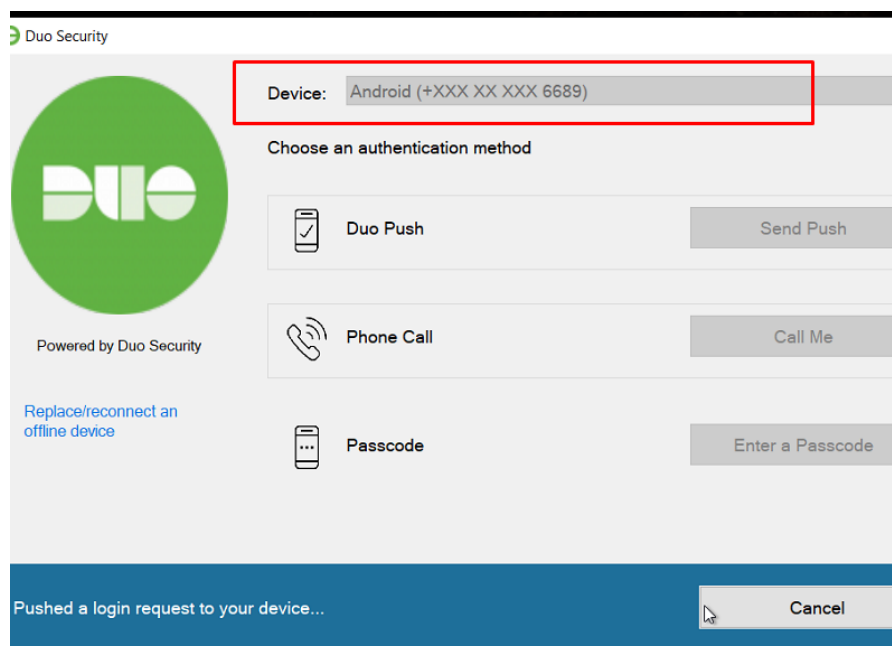 Duo Security
Device: Android (+XXX XX XXX 6689)
Choose an authentication method
DUO
Duo Push Send Push
Phone Call Call Me
Powered by Duo Security
Replace/reconnect an
offline device
Passcode Enter a Passcode
Pushed a login request to your device... Cancel